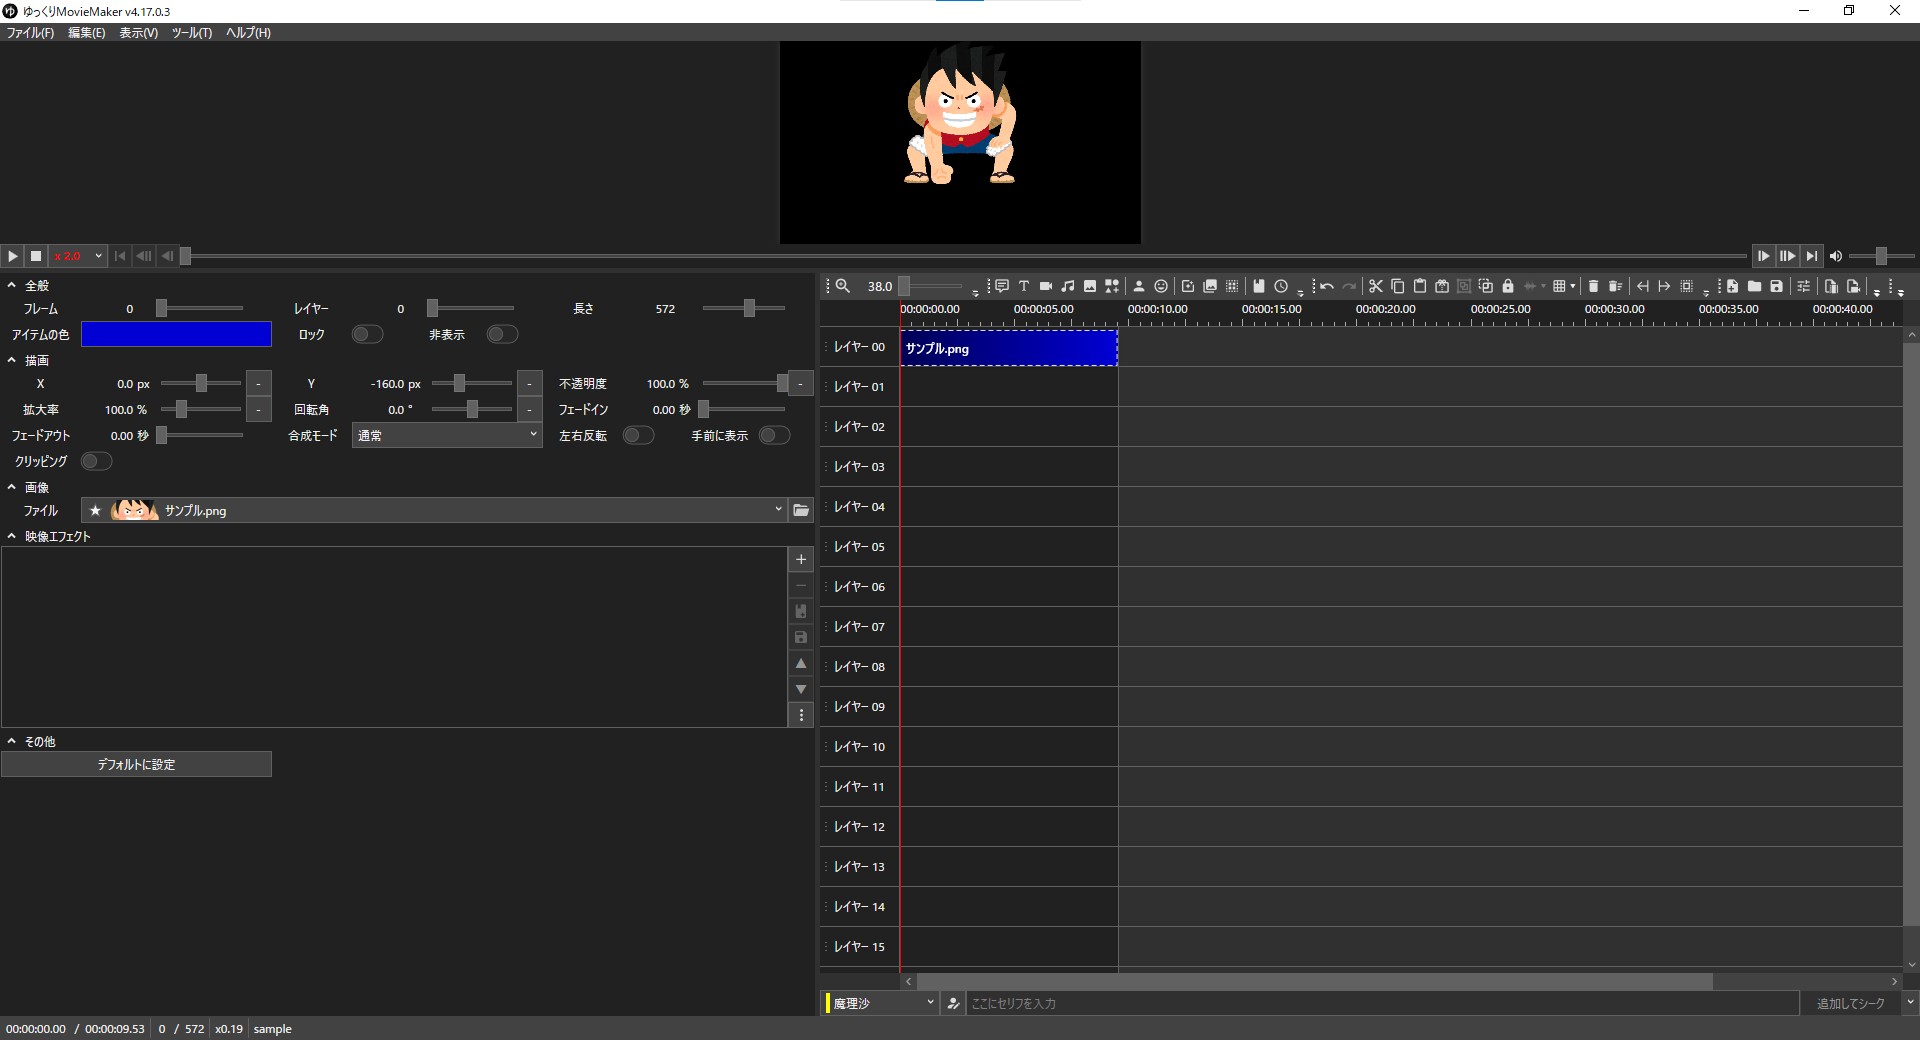 ゆっくりMovieMaker v4.17.0.3
ファイル(F) 編集(E) 表示(V) ツール(T) ヘルプ(H)
x 2.0
全般
フレーム 0 レイヤー 0 長さ 572
アイテムの色 ロック 非表示
描画
X 0.0 px - Y -160.0 px - 不透明度 100.0 % -
拡大率 100.0 % - 回転角 0.0 ° - フェードイン 0.00 秒
フェードアウト 0.00 秒 合成モード 通常 左右反転 手前に表示
クリッピング
画像
ファイル ★ サンプル.png
映像エフェクト
その他
デフォルトに設定
38.0
00:00:00.00 00:00:05.00 00:00:10.00 00:00:15.00 00:00:20.00 00:00:25.00 00:00:30.00 00:00:35.00 00:00:40.00
レイヤー 00 サンプル.png
レイヤー 01
レイヤー 02
レイヤー 03
レイヤー 04
レイヤー 05
レイヤー 06
レイヤー 07
レイヤー 08
レイヤー 09
レイヤー 10
レイヤー 11
レイヤー 12
レイヤー 13
レイヤー 14
レイヤー 15
魔理沙 ここにセリフを入力 追加してシーク
00:00:00.00 / 00:00:09.53 0 / 572 x0.19 sample